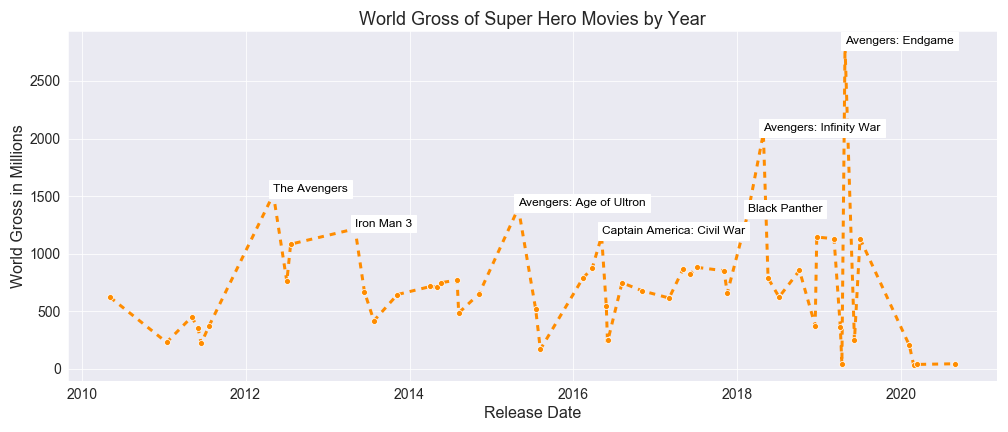 World Gross of Super Hero Movies by Year
World Gross in Millions
2500
2000
1500
1000
500
0
Avengers: Endgame
Avengers: Infinity War
The Avengers
Avengers: Age of Ultron
Black Panther
Iron Man 3
Captain America: Civil War
2010 2012 2014 2016 2018 2020
Release Date